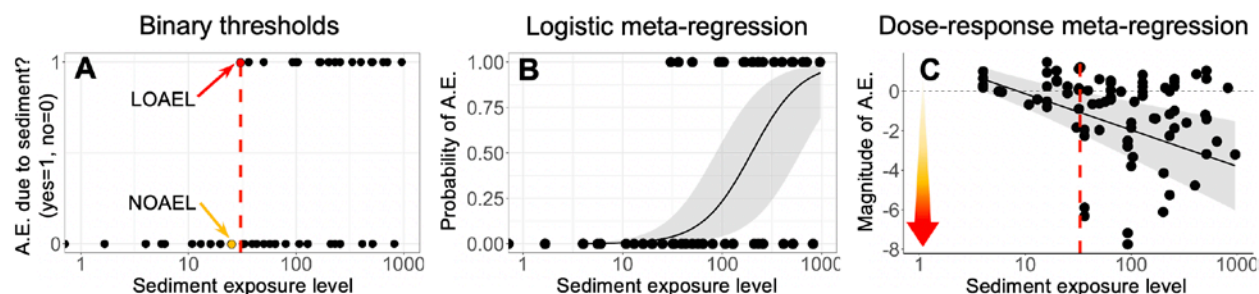 Binary thresholds
A
A.E. due to sediment?
(yes=1, no=0)
1
0
LOAEL
NOAEL
1 10 100 1000
Sediment exposure level
Logistic meta-regression
B
Probability of A.E.
1.00
0.75
0.50
0.25
0.00
1 10 100 1000
Sediment exposure level
Dose-response meta-regression
C
Magnitude of A.E.
0
-2
-4
-6
-8
1 10 100 1000
Sediment exposure level